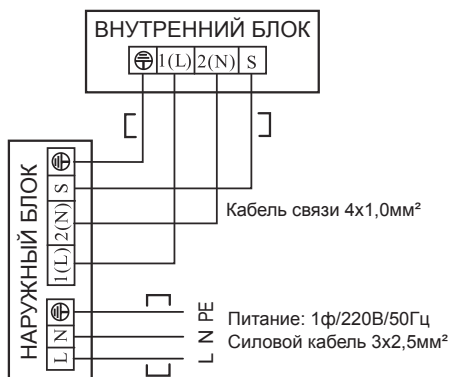 ВНУТРЕННИЙ БЛОК
1(L) 2(N) S
НАРУЖНЫЙ БЛОК
S
2(N)
1(L)
Кабель связи 4х1,0мм²
N
L
PE
N
L
Питание: 1ф/220В/50Гц
Силовой кабель 3х2,5мм²